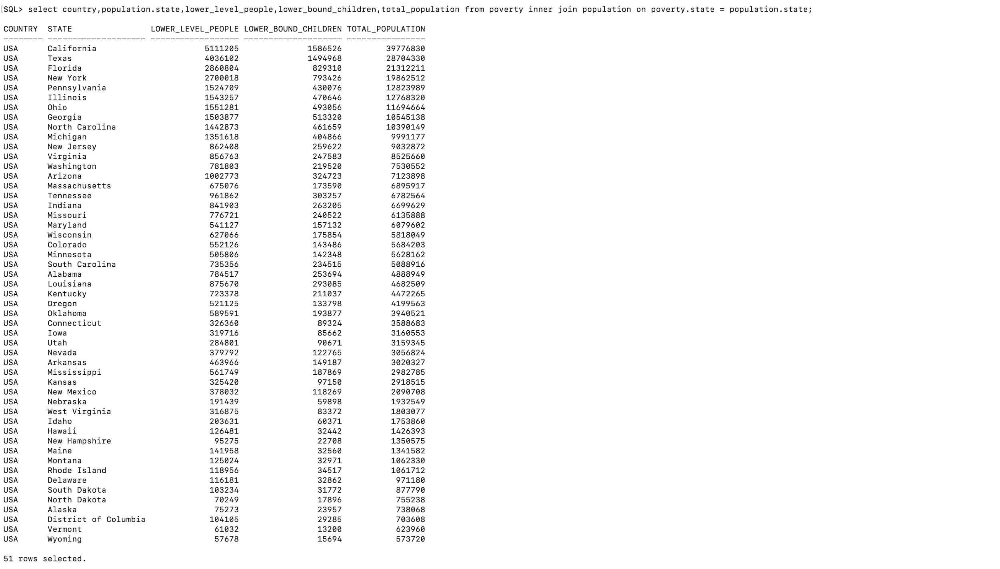 SQL> select country,population.state,lower_level_people,lower_bound_children,total_population from poverty inner join population on poverty.state = population.state;
COUNTRY STATE LOWER_LEVEL_PEOPLE LOWER_BOUND_CHILDREN TOTAL_POPULATION
-------- -------------------- ------------------ -------------------- ----------------
USA California 5111205 1586526 39776830
USA Texas 4036102 1494968 28704330
USA Florida 2860804 829310 21312211
USA New York 2700018 793426 19862512
USA Pennsylvania 1524709 430076 12823989
USA Illinois 1543257 470646 12768320
USA Ohio 1551281 493056 11694664
USA Georgia 1503877 513320 10545138
USA North Carolina 1442873 461659 10390149
USA Michigan 1351618 404866 9991177
USA New Jersey 862408 259622 9032872
USA Virginia 856763 247583 8525660
USA Washington 781803 219520 7530552
USA Arizona 1002773 324723 7123898
USA Massachusetts 675076 173590 6895917
USA Tennessee 961862 303257 6782564
USA Indiana 841903 263205 6699629
USA Missouri 776721 240522 6135888
USA Maryland 541127 157132 6079602
USA Wisconsin 627066 175854 5818049
USA Colorado 552126 143486 5684203
USA Minnesota 505806 142348 5628162
USA South Carolina 735356 234515 5088916
USA Alabama 784517 253694 4888949
USA Louisiana 875670 293085 4682509
USA Kentucky 723378 211037 4472265
USA Oregon 521125 133798 4199563
USA Oklahoma 589591 193877 3940521
USA Connecticut 326360 89324 3588683
USA Iowa 319716 85662 3160553
USA Utah 284801 90671 3159345
USA Nevada 379792 122765 3056824
USA Arkansas 463966 149187 3020327
USA Mississippi 561749 187869 2982785
USA Kansas 325420 97150 2918515
USA New Mexico 378032 118269 2090708
USA Nebraska 191439 59898 1932549
USA West Virginia 316875 83372 1803077
USA Idaho 203631 60371 1753860
USA Hawaii 126481 32442 1426393
USA New Hampshire 95275 22708 1350575
USA Maine 141958 32560 1341582
USA Montana 125024 32971 1062330
USA Rhode Island 118956 34517 1061712
USA Delaware 116181 32862 971180
USA South Dakota 103234 31772 877790
USA North Dakota 70249 17896 755238
USA Alaska 75273 23957 738068
USA District of Columbia 104105 29285 703608
USA Vermont 61032 13200 623960
USA Wyoming 57678 15694 573720
51 rows selected.